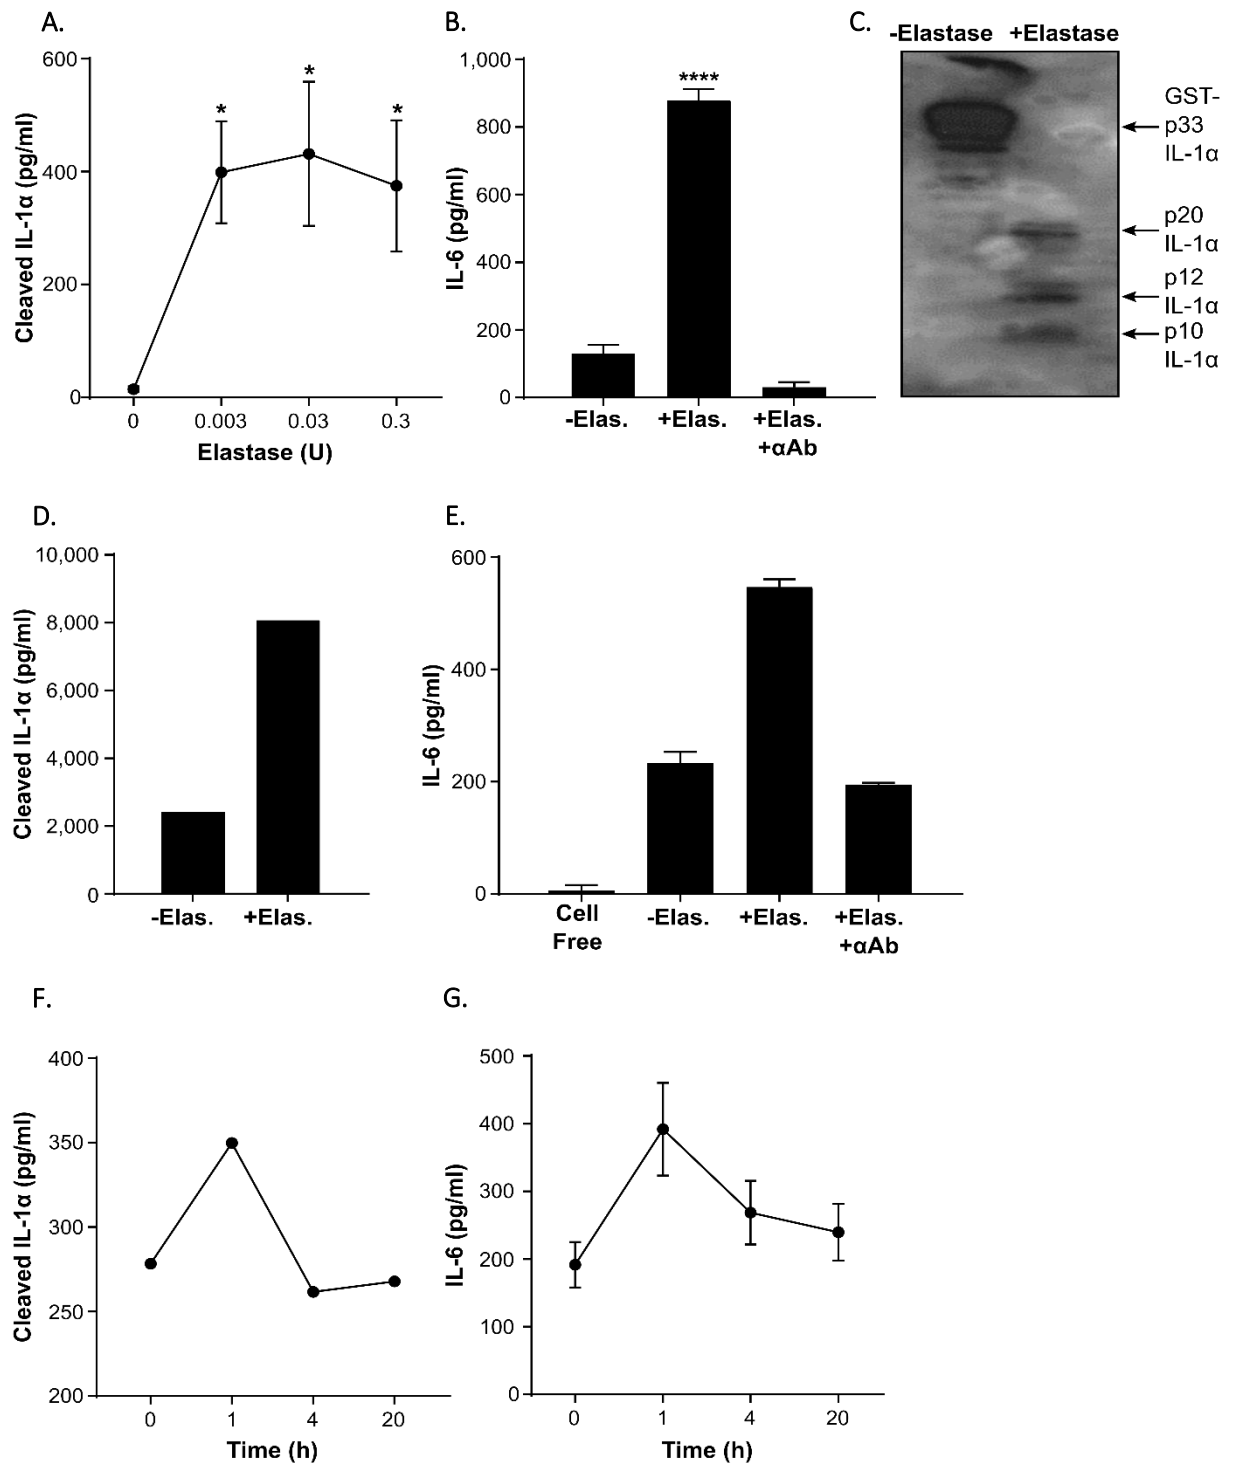 A.
Cleaved IL-1α (pg/ml)
600
400
200
0
*
*
*
0
0.003
0.03
0.3
Elastase (U)
B.
IL-6 (pg/ml)
1,000
800
600
400
200
0
****
-Elas.
+Elas.
+Elas.
+αAb
C.
-Elastase +Elastase
GST-
p33
IL-1α
p20
IL-1α
p12
IL-1α
p10
IL-1α
D.
Cleaved IL-1α (pg/ml)
10,000
8,000
6,000
4,000
2,000
0
-Elas.
+Elas.
E.
IL-6 (pg/ml)
600
400
200
0
Cell
Free
-Elas.
+Elas.
+Elas.
+αAb
F.
Cleaved IL-1α (pg/ml)
400
350
300
250
200
0
1
4
20
Time (h)
G.
IL-6 (pg/ml)
500
400
300
200
100
0
0
1
4
20
Time (h)